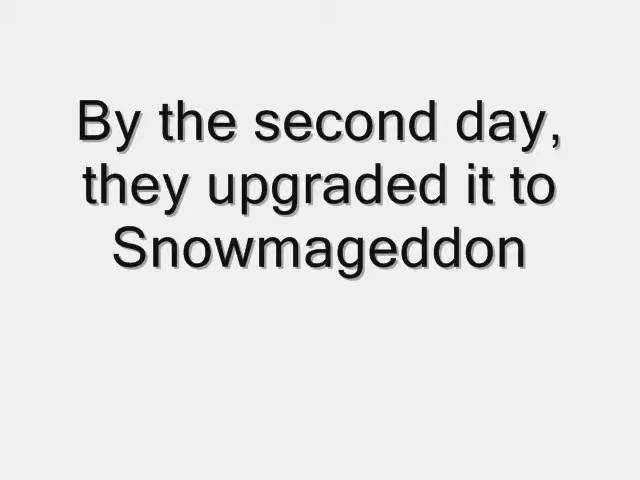 By the second day,
they upgraded it to
Snowmageddon